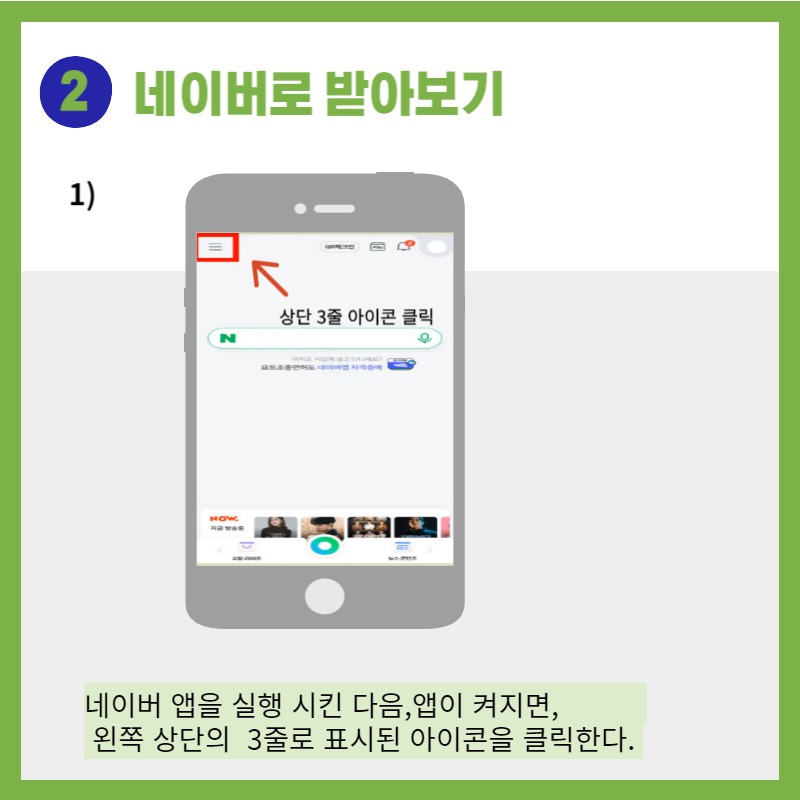 2 네이버로 받아보기
1)
QR체크인 Pay
상단 3줄 아이콘 클릭
N
요트조종면허도 네이버앱 자격증에
NOW.
지금 방송중
쇼핑·라이프 뉴스·콘텐츠
네이버 앱을 실행 시킨 다음,앱이 켜지면,
왼쪽 상단의 3줄로 표시된 아이콘을 클릭한다.